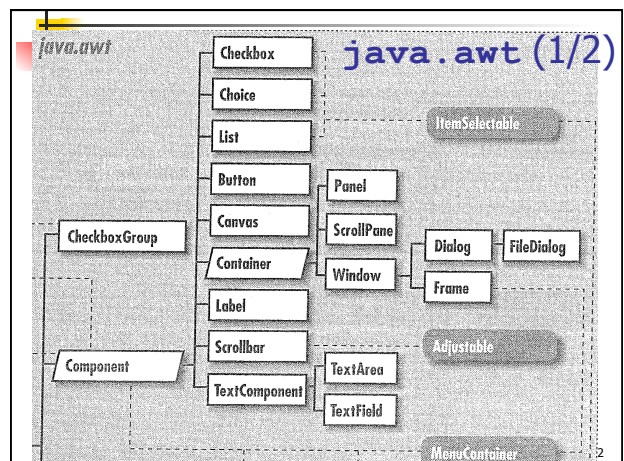 java.awt
java.awt (1/2)
Checkbox
Choice
List
ItemSelectable
Button
Panel
Canvas
ScrollPane
CheckboxGroup
Dialog
FileDialog
Container
Window
Frame
Label
Scrollbar
Adjustable
Component
TextArea
TextComponent
TextField
MenuContainer
2